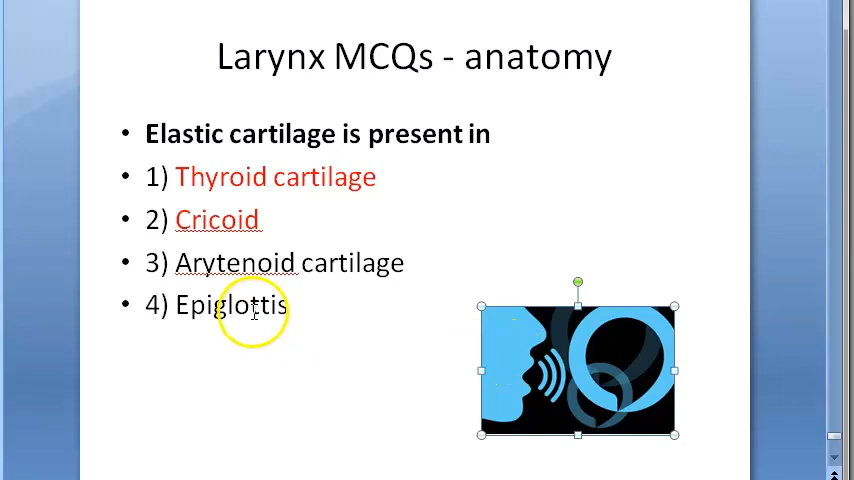 Larynx MCQs - anatomy
• Elastic cartilage is present in
• 1) Thyroid cartilage
• 2) Cricoid
• 3) Arytenoid cartilage
• 4) Epiglottis